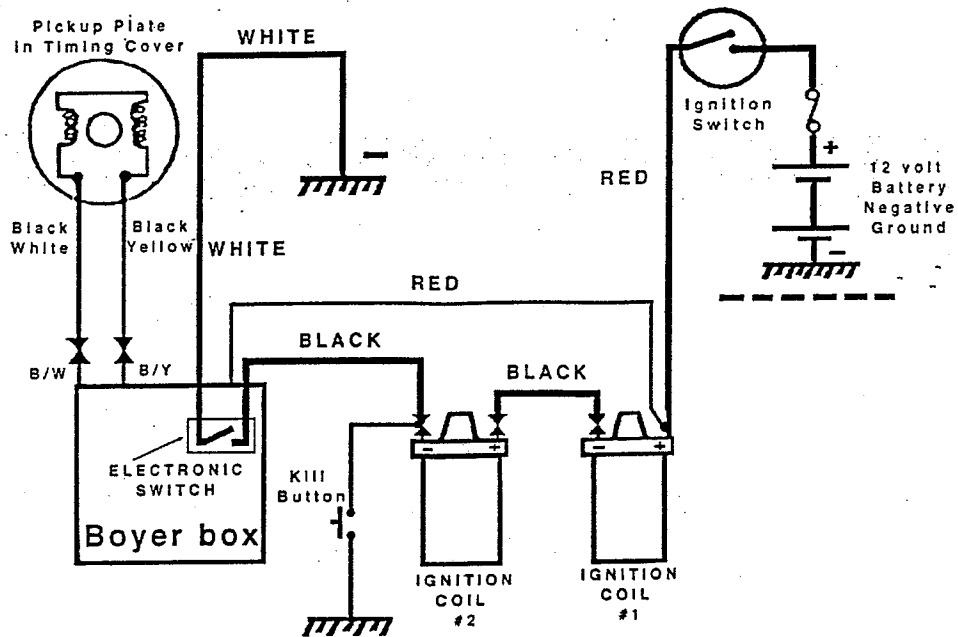 Pickup Plate
in Timing Cover
WHITE
−
Ignition
Switch
+
12 volt
Battery
Negative
Ground
−
RED
Black
White
Black
Yellow
WHITE
RED
BLACK
BLACK
B/W
B/Y
− +
− +
ELECTRONIC
SWITCH
Kill
Button
Boyer box
IGNITION
COIL
#2
IGNITION
COIL
#1